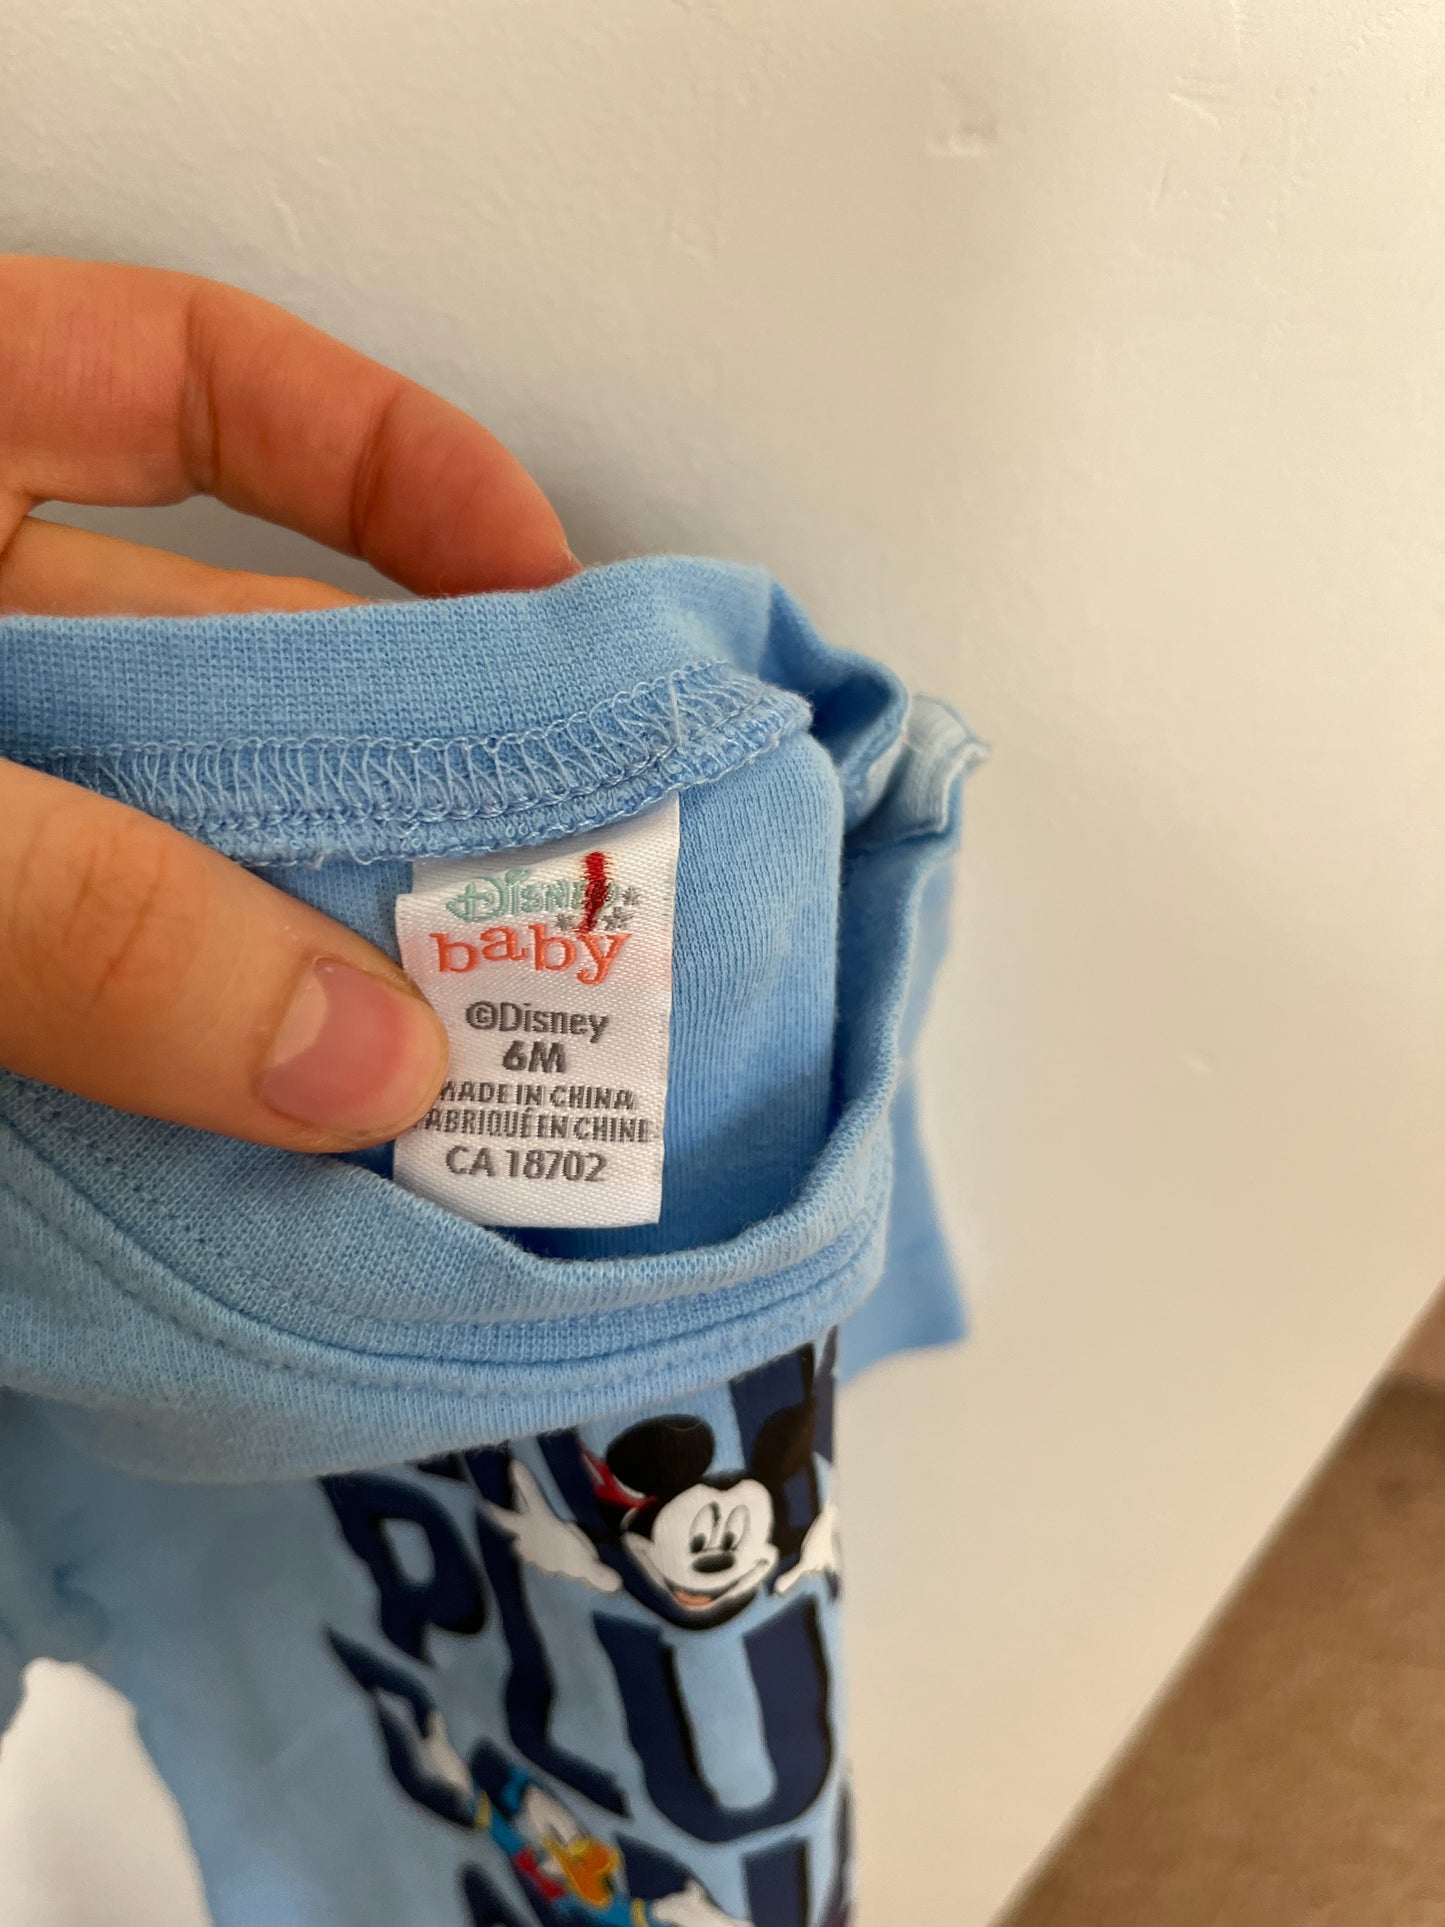 Disney
baby
©Disney
6M
MADE IN CHINA
FABRIQUÉ EN CHINE
CA 18702